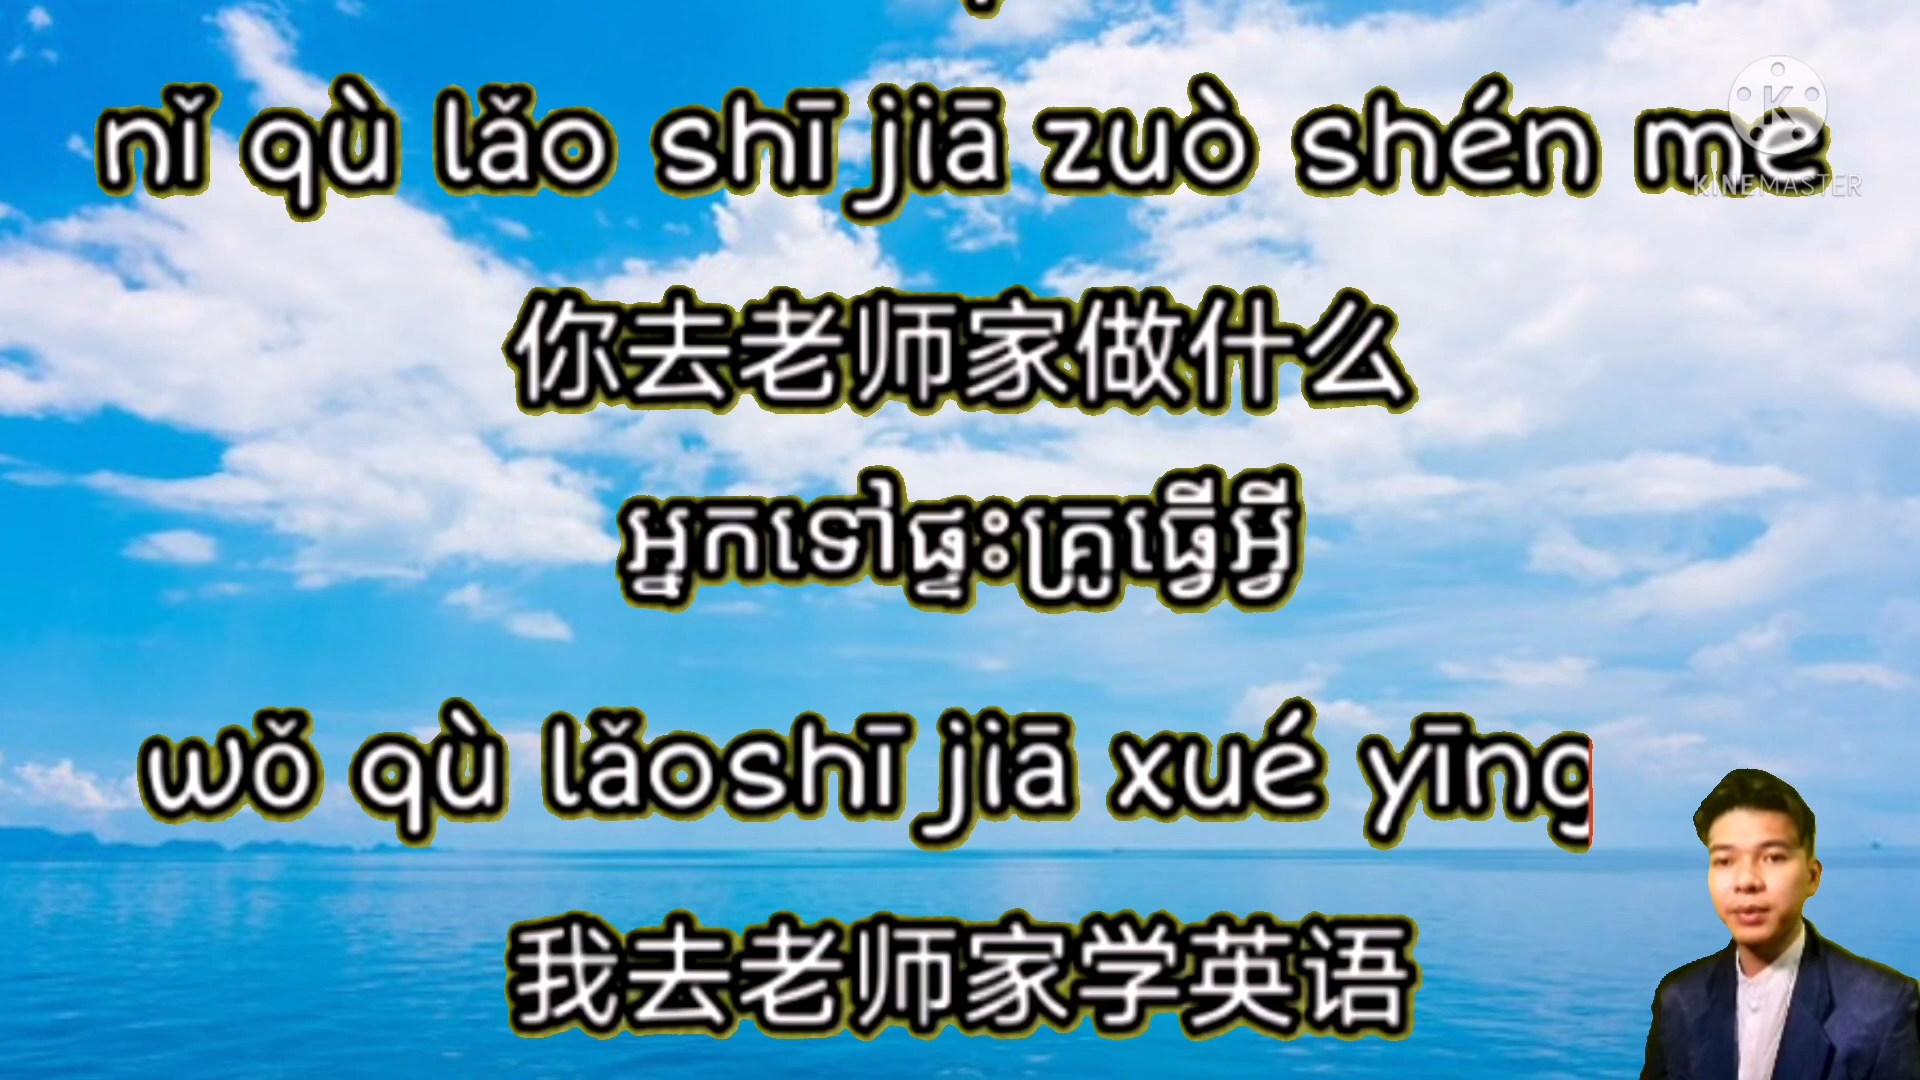 nǐ qù lǎo shī jiā zuò shén me
K
KINEMASTER
你去老师家做什么
អ្នកទៅផ្ទះគ្រូធ្វើអ្វី
wǒ qù lǎoshī jiā xué yīng
我去老师家学英语